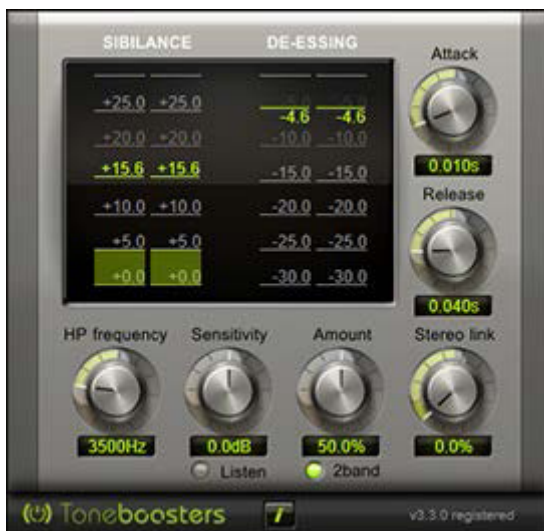 SIBILANCE DE-ESSING
Attack
+25.0 +25.0
-4.6 -4.6
+20.0 +20.0 -10.0 -10.0
+15.6 +15.6 -15.0 -15.0
0.010s
Release
+10.0 +10.0 -20.0 -20.0
+5.0 +5.0 -25.0 -25.0
+0.0 +0.0 -30.0 -30.0
0.040s
HP frequency Sensitivity Amount Stereo link
3500Hz 0.0dB 50.0% 0.0%
Listen 2band
Toneboosters v3.3.0 registered